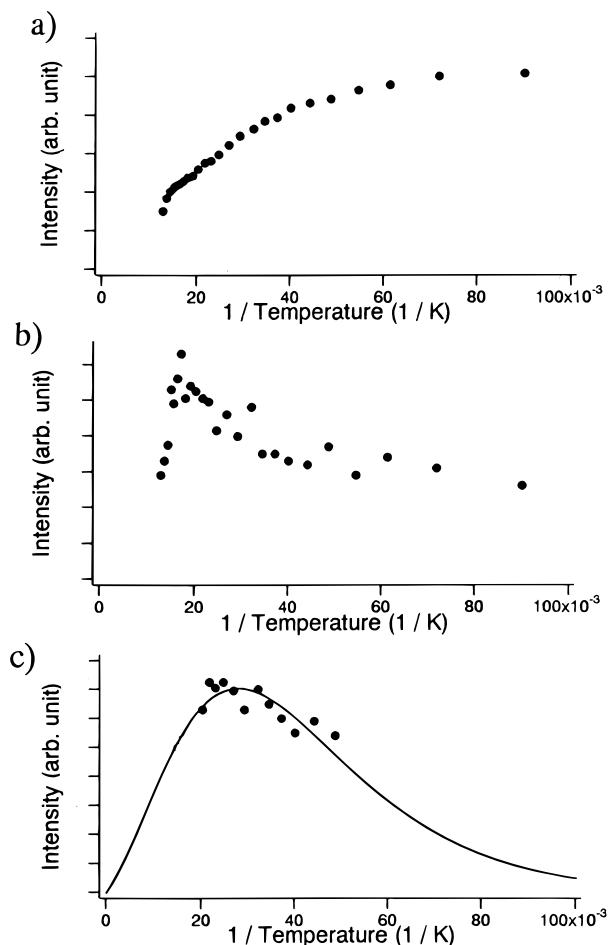 a)
Intensity (arb. unit)
0 20 40 60 80 100x10⁻³
1 / Temperature (1 / K)
b)
Intensity (arb. unit)
0 20 40 60 80 100x10⁻³
1 / Temperature (1 / K)
c)
Intensity (arb. unit)
0 20 40 60 80 100x10⁻³
1 / Temperature (1 / K)